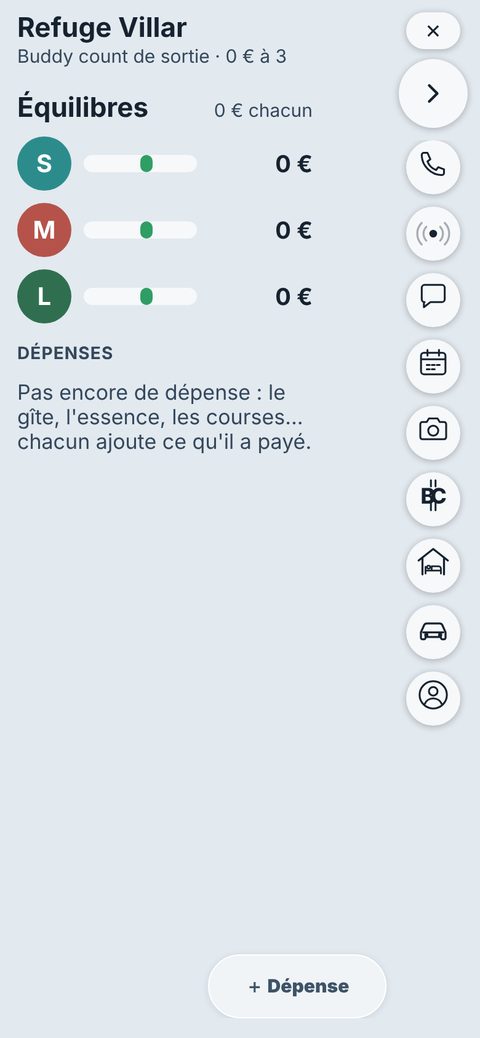 Refuge Villar
Buddy count de sortie · 0 € à 3
Équilibres
0 € chacun
S
0 €
M
0 €
L
0 €
DÉPENSES
Pas encore de dépense : le
gîte, l'essence, les courses...
chacun ajoute ce qu'il a payé.
BC
+ Dépense